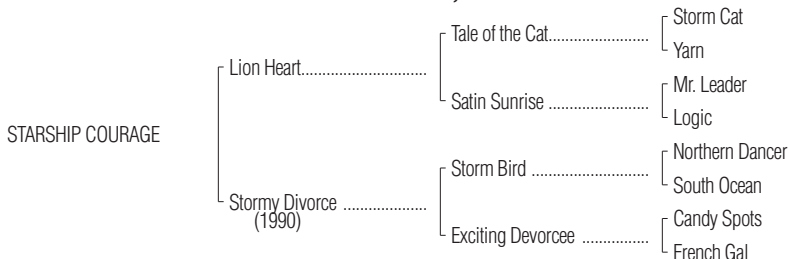 Storm Cat
Tale of the Cat
Yarn
Lion Heart
Mr. Leader
Satin Sunrise
Logic
STARSHIP COURAGE
Northern Dancer
Storm Bird
South Ocean
Stormy Divorce
(1990)
Candy Spots
Exciting Devorcee
French Gal